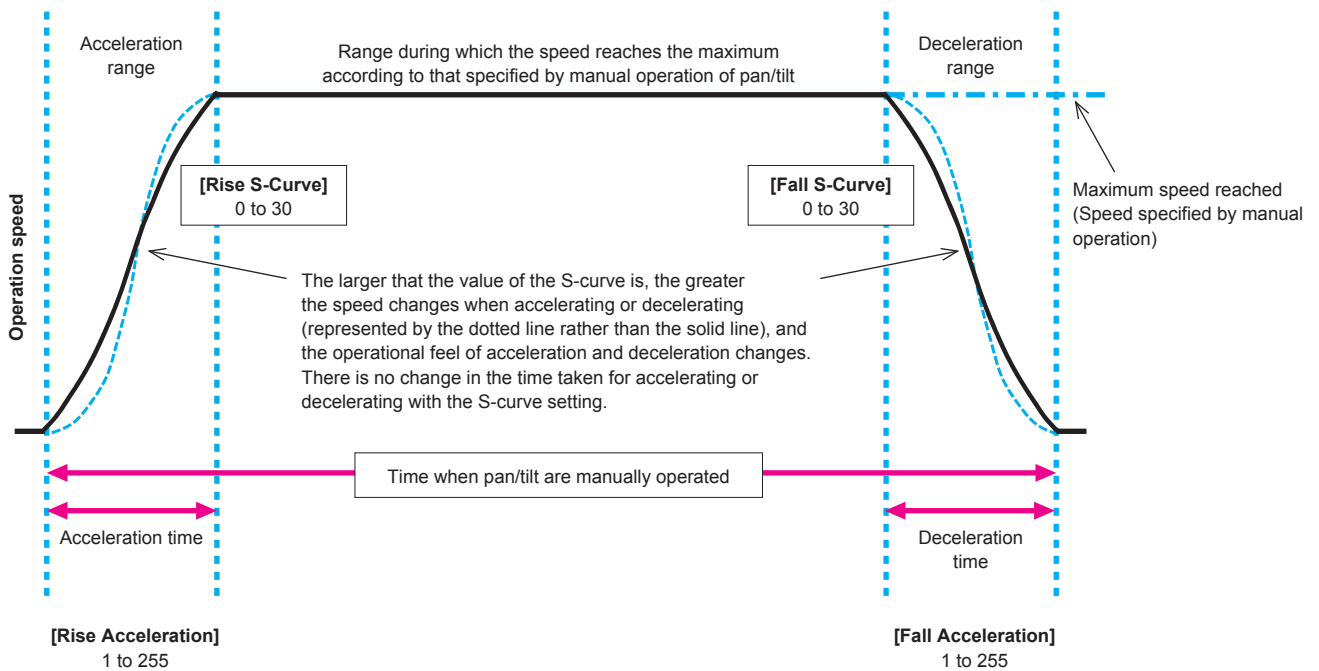 Acceleration
range
Range during which the speed reaches the maximum
according to that specified by manual operation of pan/tilt
Deceleration
range
[Rise S-Curve]
0 to 30
[Fall S-Curve]
0 to 30
Maximum speed reached
(Speed specified by manual
operation)
Operation speed
The larger that the value of the S-curve is, the greater
the speed changes when accelerating or decelerating
(represented by the dotted line rather than the solid line), and
the operational feel of acceleration and deceleration changes.
There is no change in the time taken for accelerating or
decelerating with the S-curve setting.
Time when pan/tilt are manually operated
Acceleration time
Deceleration
time
[Rise Acceleration]
1 to 255
[Fall Acceleration]
1 to 255